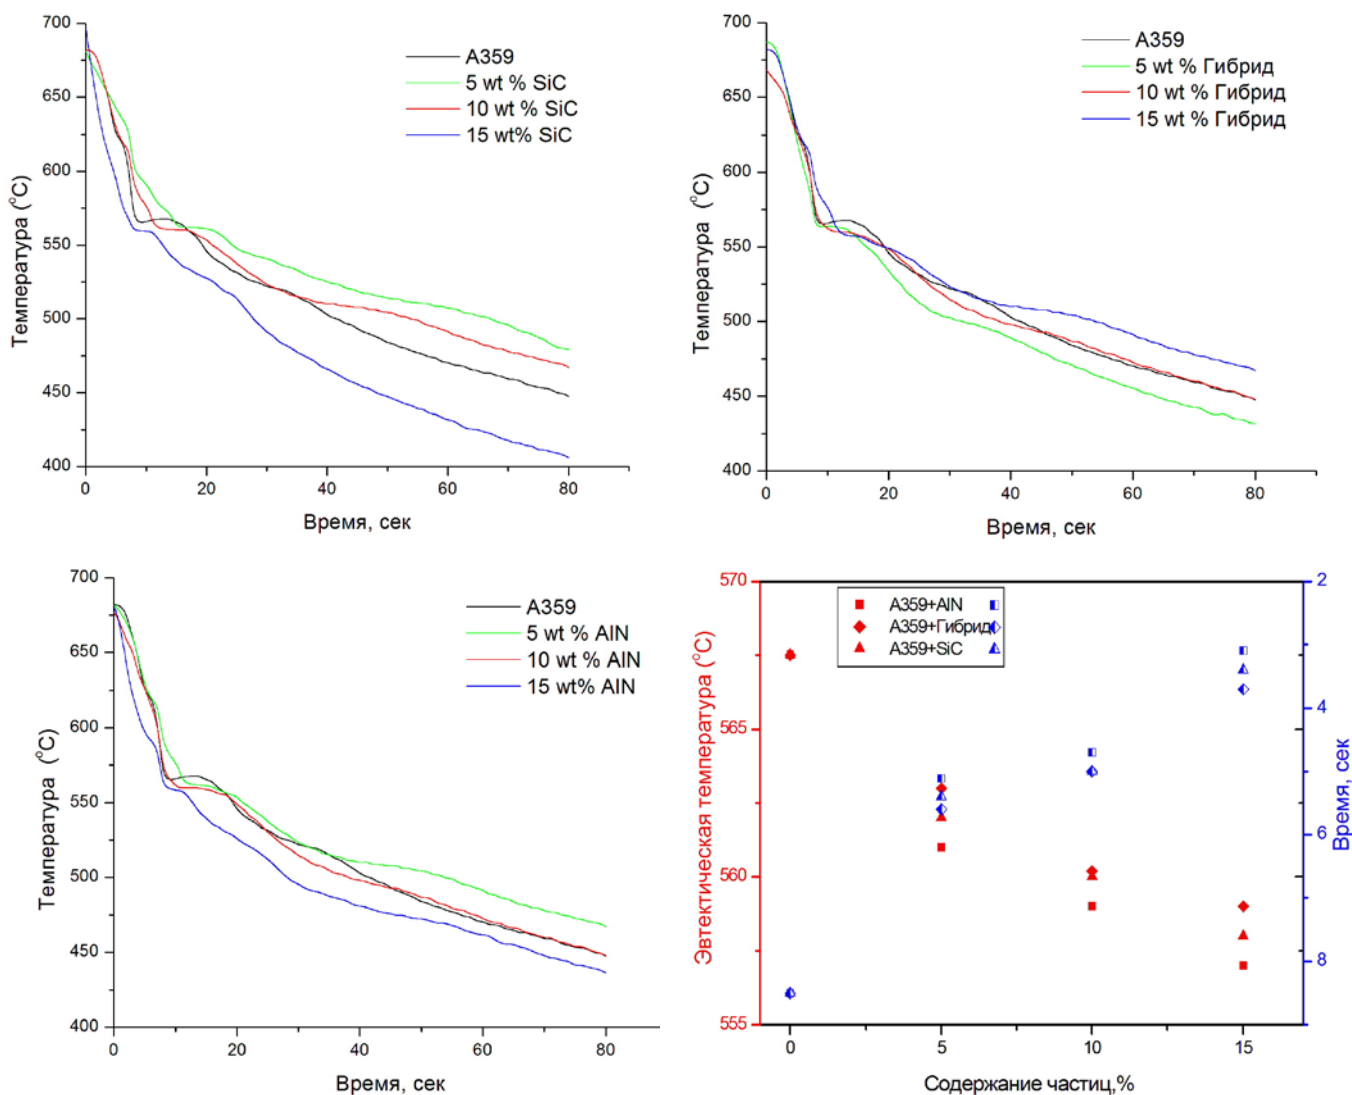 700
650
600
550
500
450
400
Температура (°C)
A359
5 wt % SiC
10 wt % SiC
15 wt% SiC
0
20
40
60
80
Время, сек
700
650
600
550
500
450
400
Температура (°C)
A359
5 wt % Гибрид
10 wt % Гибрид
15 wt % Гибрид
0
20
40
60
80
Время, сек
700
650
600
550
500
450
400
Температура (°C)
A359
5 wt % AlN
10 wt % AlN
15 wt% AlN
0
20
40
60
80
Время, сек
570
565
560
555
Эвтектическая температура (°C)
A359+AlN
A359+Гибрид
A359+SiC
2
4
6
8
Время, сек
0
5
10
15
Содержание частиц,%